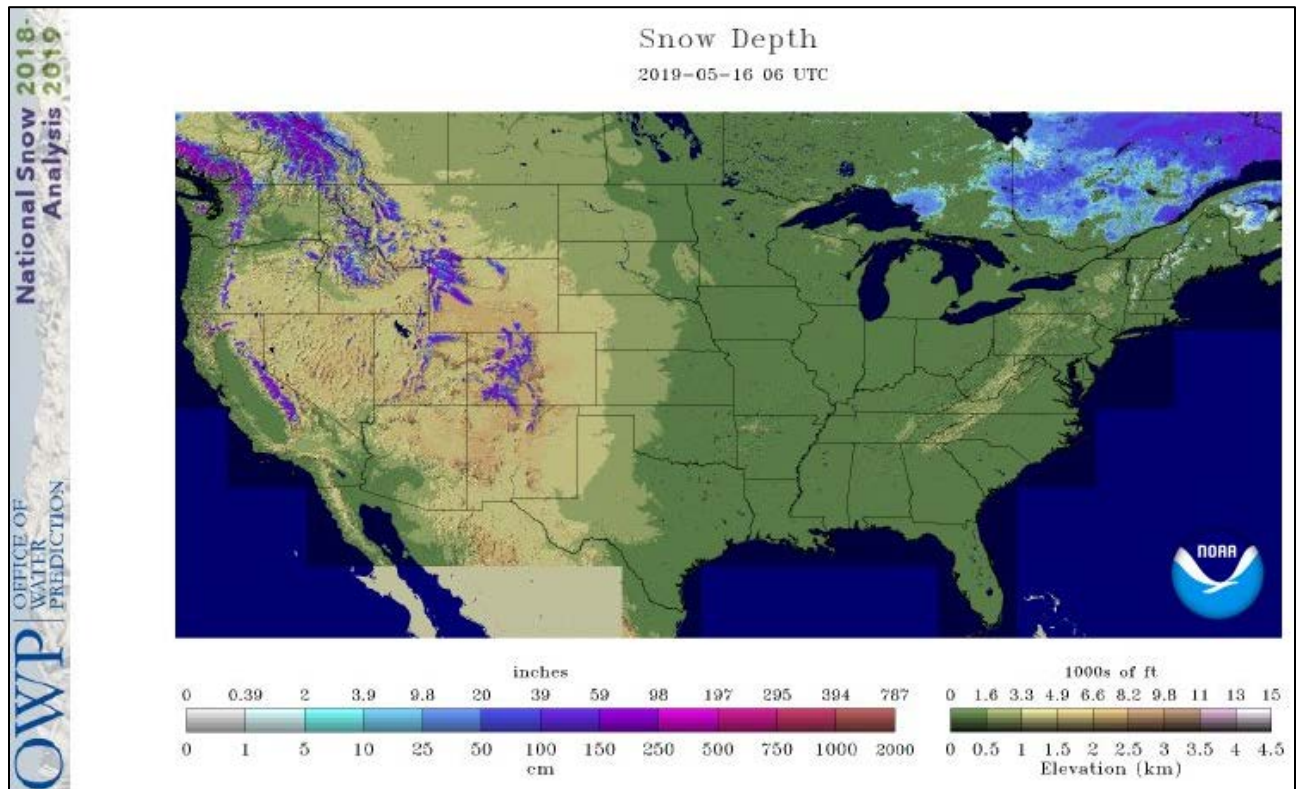 National Snow 2018-
Analysis 2019
OWP
OFFICE OF
WATER
PREDICTION
Snow Depth
2019-05-16 06 UTC
NOAA
inches
0 0.39 2 3.9 9.8 20 39 59 98 197 295 394 787
0 1 5 10 25 50 100 150 250 500 750 1000 2000
cm
1000s of ft
0 1.6 3.3 4.9 6.6 8.2 9.8 11 13 15
0 0.5 1 1.5 2 2.5 3 3.5 4 4.5
Elevation (km)